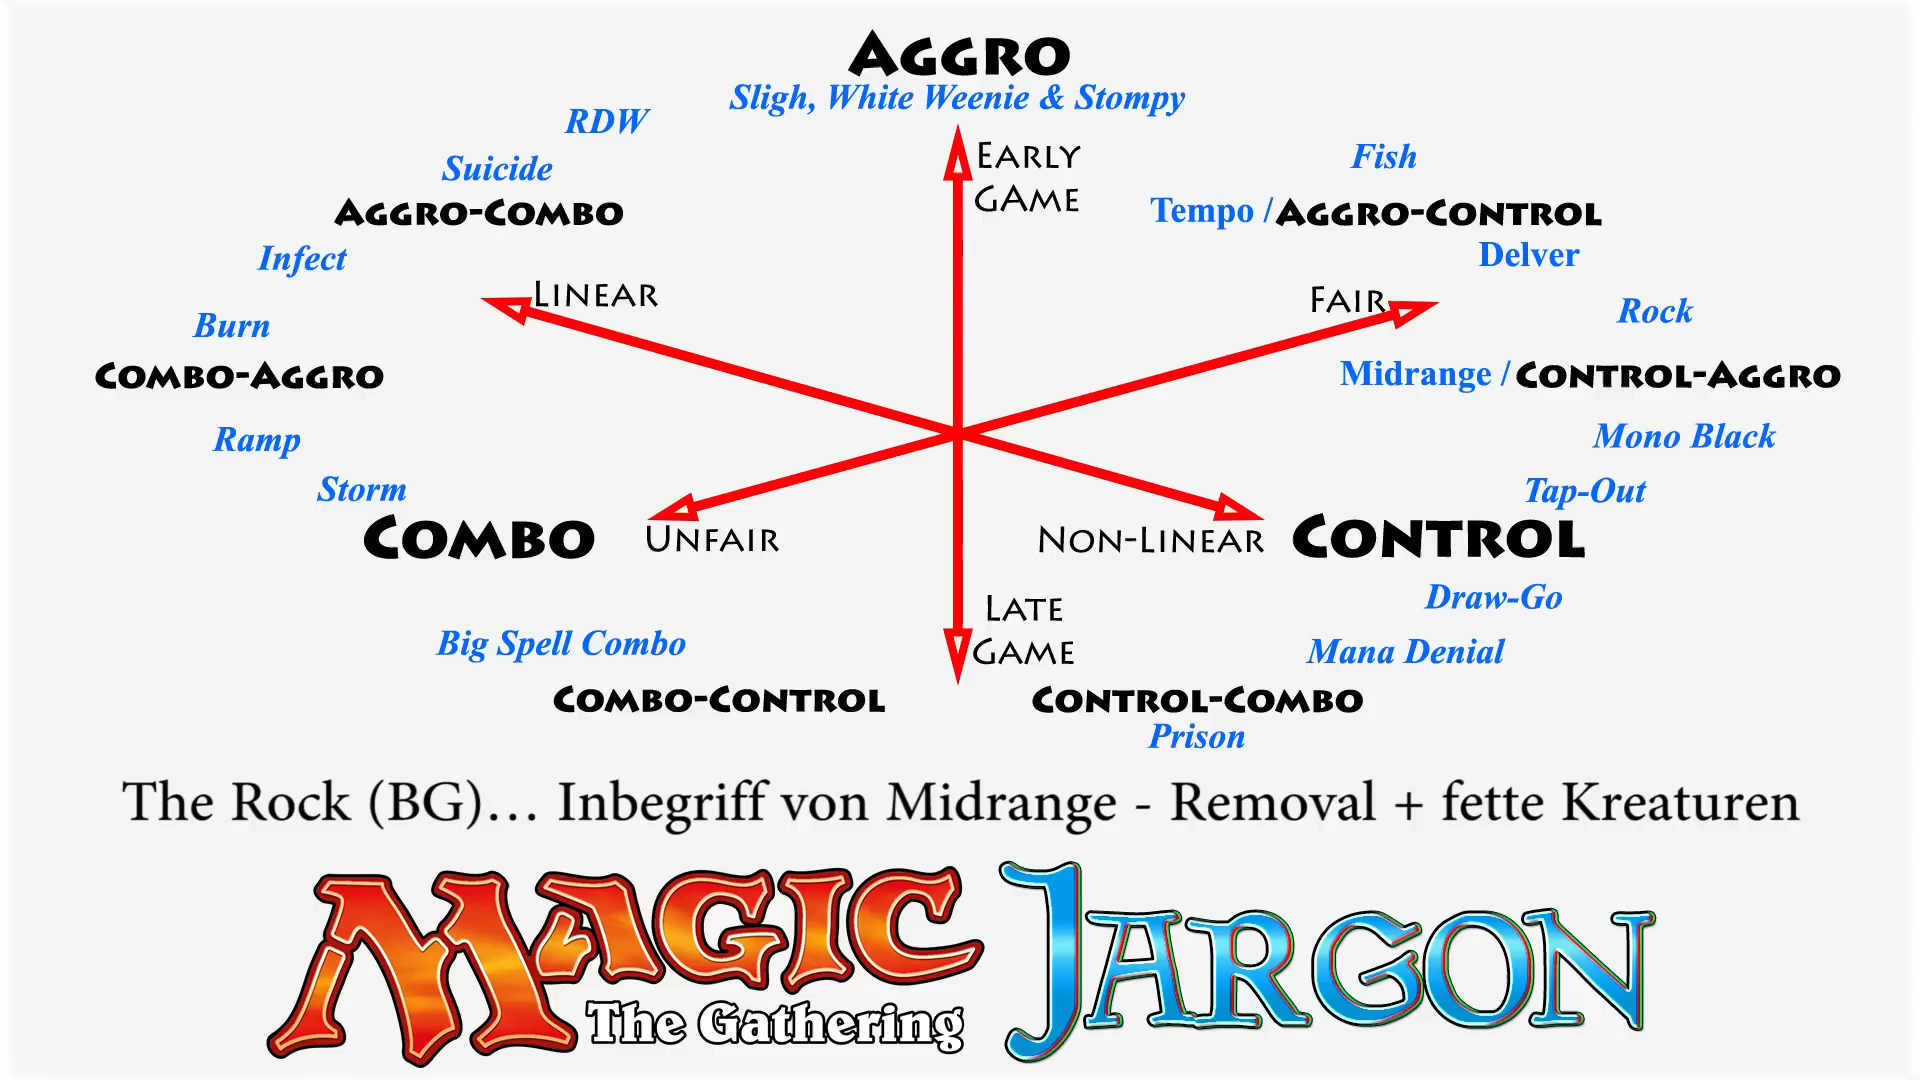 AGGRO
Sligh, White Weenie & Stompy
RDW
EARLY
GAME
Fish
Suicide
AGGRO-COMBO
Tempo / AGGRO-CONTROL
Infect
Delver
LINEAR
FAIR
Rock
Burn
COMBO-AGGRO
Midrange / CONTROL-AGGRO
Ramp
Mono Black
Storm
Tap-Out
COMBO
UNFAIR
NON-LINEAR
CONTROL
Draw-Go
LATE
GAME
Big Spell Combo
Mana Denial
COMBO-CONTROL
CONTROL-COMBO
Prison
The Rock (BG)… Inbegriff von Midrange - Removal + fette Kreaturen
MAGIC JARGON
The Gathering